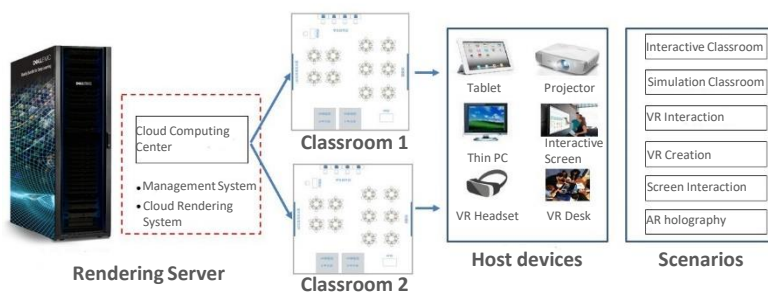 DELL EMC
Cloud Computing
Center
• Management System
• Cloud Rendering
System
Rendering Server
Classroom 1
Classroom 2
Tablet
Projector
Thin PC
Interactive
Screen
VR Headset
VR Desk
Host devices
Interactive Classroom
Simulation Classroom
VR Interaction
VR Creation
Screen Interaction
AR holography
Scenarios